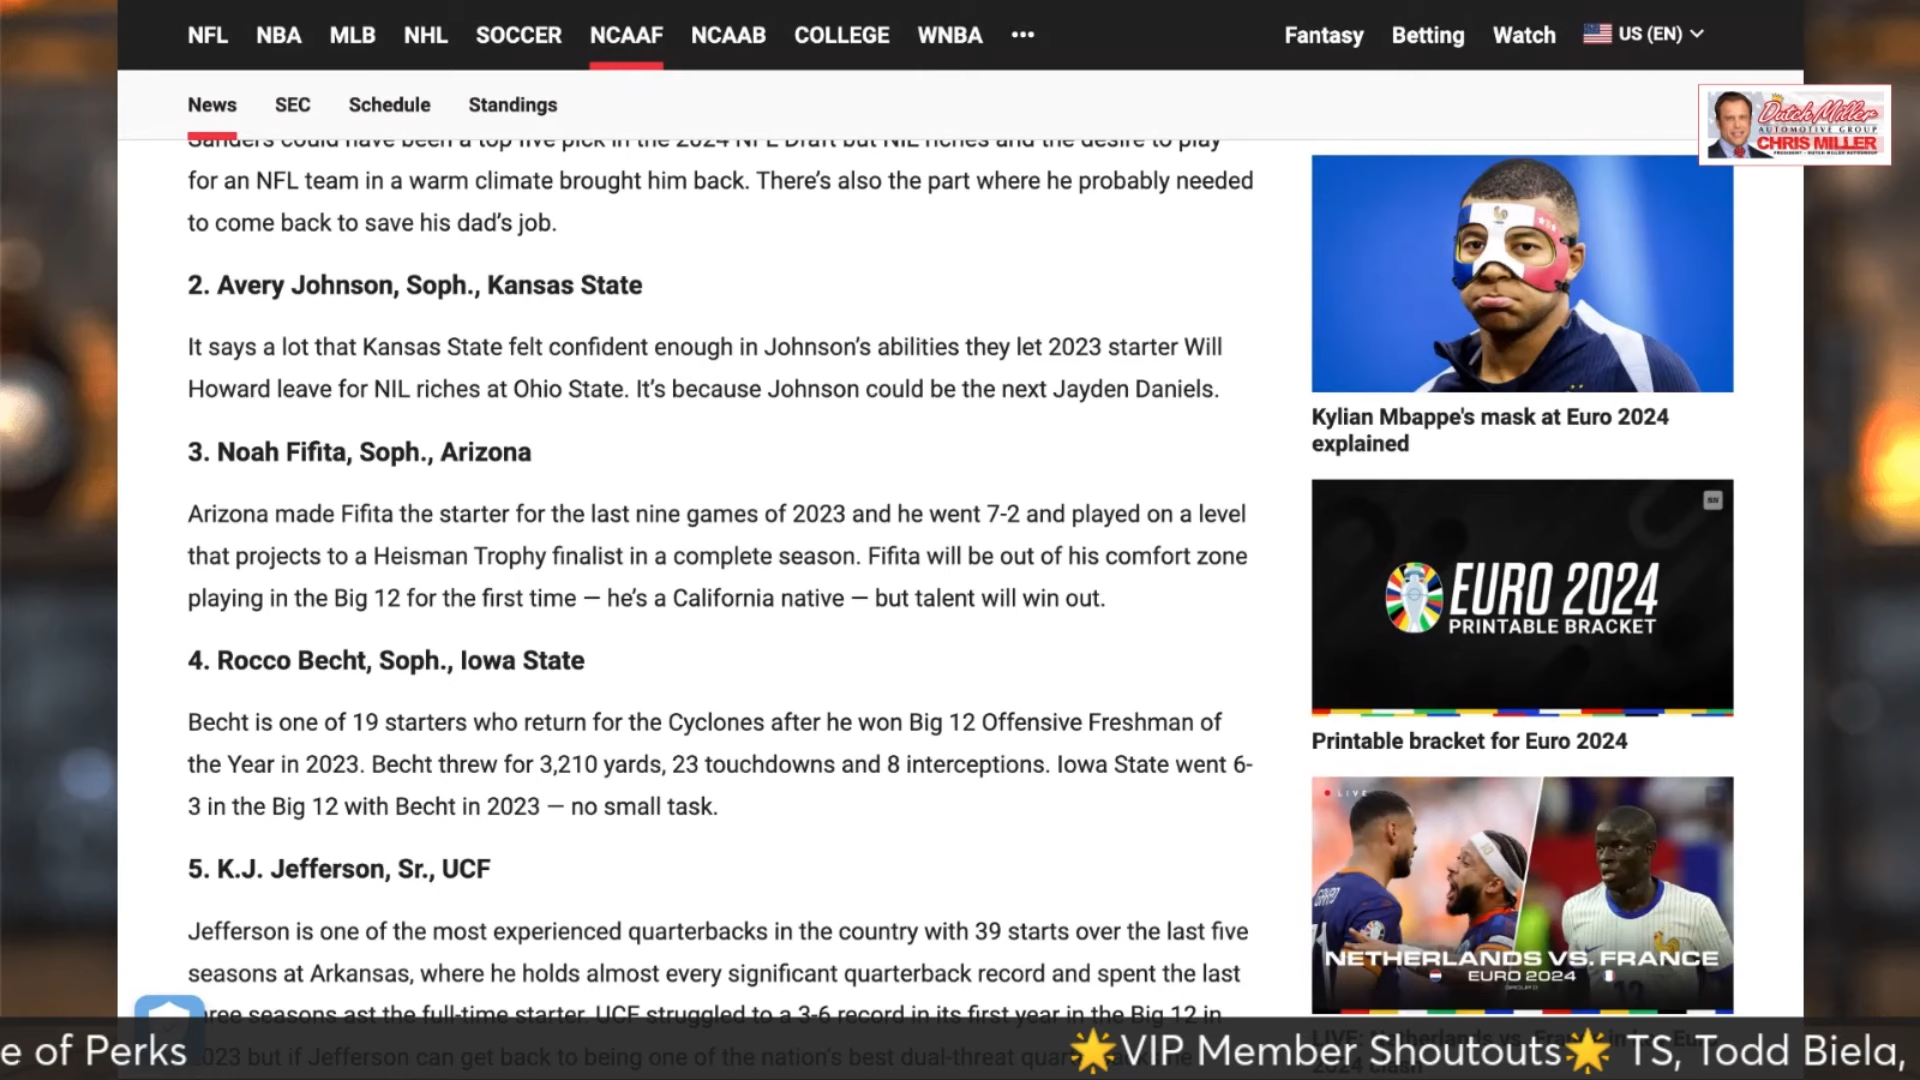 NFL NBA MLB NHL SOCCER NCAAF NCAAB COLLEGE WNBA ••• Fantasy Betting Watch US (EN)
News SEC Schedule Standings
Dutch Miller
AUTOMOTIVE GROUP
CHRIS MILLER
Sanders could have been a top five pick in the 2024 NFL Draft but NIL riches and the desire to play
for an NFL team in a warm climate brought him back. There’s also the part where he probably needed
to come back to save his dad’s job.
2. Avery Johnson, Soph., Kansas State
It says a lot that Kansas State felt confident enough in Johnson’s abilities they let 2023 starter Will
Howard leave for NIL riches at Ohio State. It’s because Johnson could be the next Jayden Daniels.
3. Noah Fifita, Soph., Arizona
Arizona made Fifita the starter for the last nine games of 2023 and he went 7-2 and played on a level
that projects to a Heisman Trophy finalist in a complete season. Fifita will be out of his comfort zone
playing in the Big 12 for the first time — he’s a California native — but talent will win out.
4. Rocco Becht, Soph., Iowa State
Becht is one of 19 starters who return for the Cyclones after he won Big 12 Offensive Freshman of
the Year in 2023. Becht threw for 3,210 yards, 23 touchdowns and 8 interceptions. Iowa State went 6-
3 in the Big 12 with Becht in 2023 — no small task.
5. K.J. Jefferson, Sr., UCF
Jefferson is one of the most experienced quarterbacks in the country with 39 starts over the last five
seasons at Arkansas, where he holds almost every significant quarterback record and spent the last
three seasons ast the full-time starter. UCF struggled to a 3-6 record in its first year in the Big 12 in
2023 but if Jefferson can get back to being one of the nation's best dual-threat
Kylian Mbappe's mask at Euro 2024
explained
SN
EURO 2024
PRINTABLE BRACKET
Printable bracket for Euro 2024
LIVE
NETHERLANDS VS. FRANCE
EURO 2024
GROUP D
LIVE: Netherlands vs.
e of Perks 🌟VIP Member Shoutouts🌟 TS, Todd Biela,